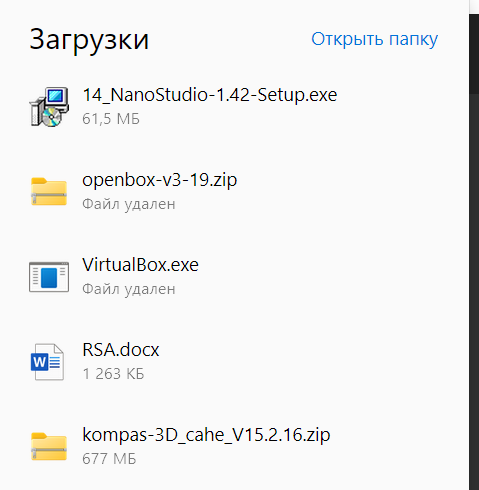 Загрузки
Открыть папку
14_NanoStudio-1.42-Setup.exe
61,5 МБ
openbox-v3-19.zip
Файл удален
VirtualBox.exe
Файл удален
RSA.docx
1 263 КБ
kompas-3D_cahe_V15.2.16.zip
677 МБ